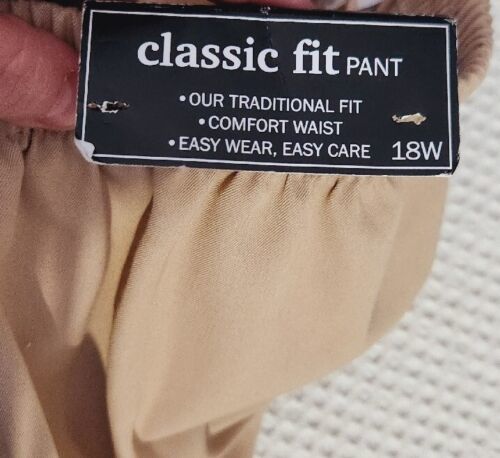 classic fit PANT
•OUR TRADITIONAL FIT
•COMFORT WAIST
•EASY WEAR, EASY CARE 18W